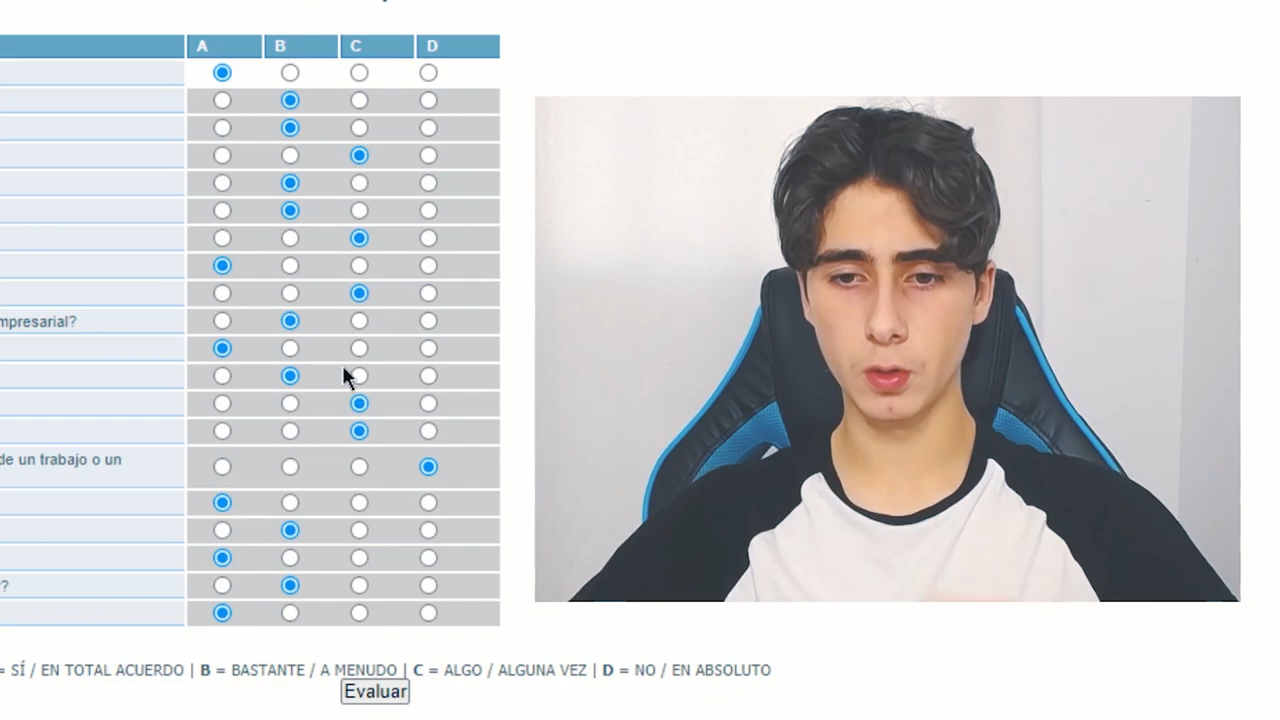 A B C D
mpresarial?
de un trabajo o un
?
= SÍ / EN TOTAL ACUERDO | B = BASTANTE / A MENUDO | C = ALGO / ALGUNA VEZ | D = NO / EN ABSOLUTO
Evaluar